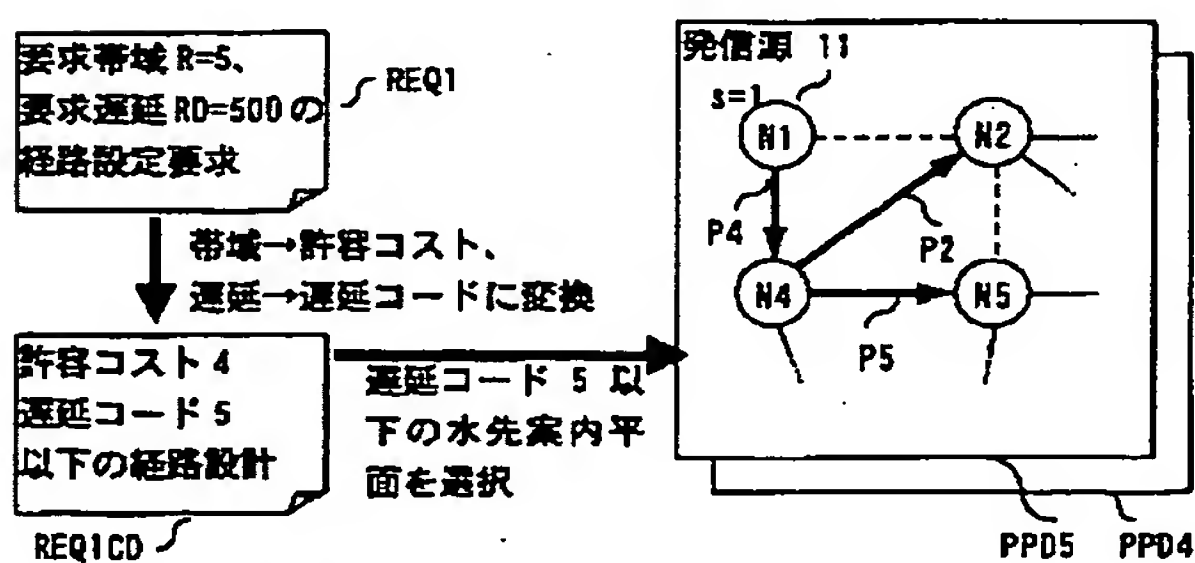 要求帯域 R=5、
要求遅延 RD=500 の
経路設定要求
REQ1
帯域→許容コスト、
遅延→遅延コードに変換
許容コスト 4
遅延コード 5
以下の経路設計
REQ1CD
遅延コード 5 以
下の水先案内平
面を選択
発信源 11
s=1
N1
N2
P4
P2
N4
N5
P5
PPD5
PPD4